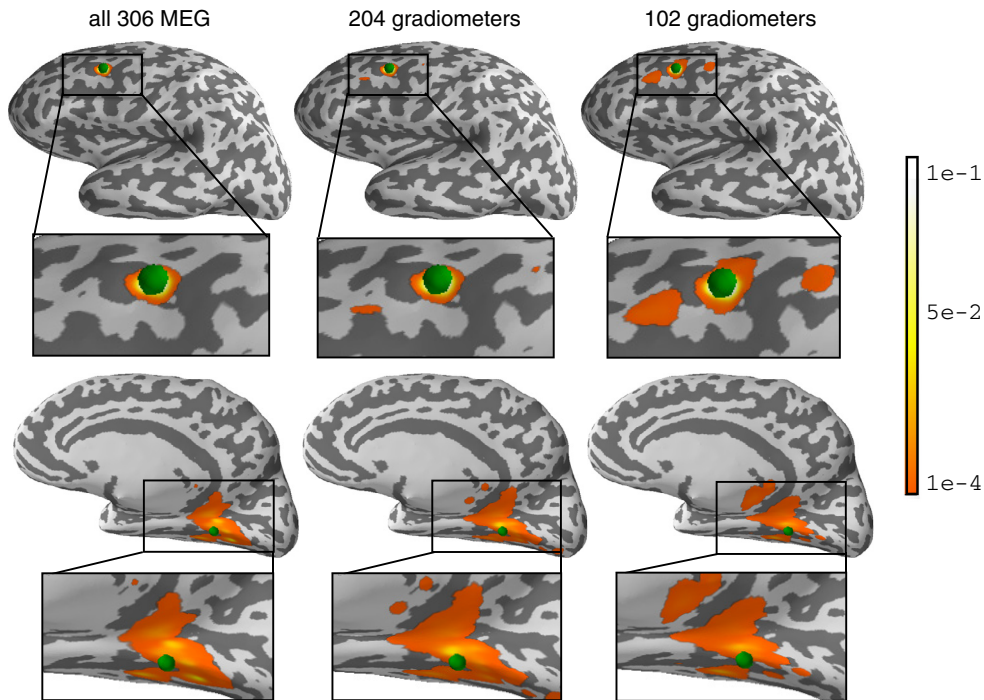 all 306 MEG
204 gradiometers
102 gradiometers
1e-1
5e-2
1e-4